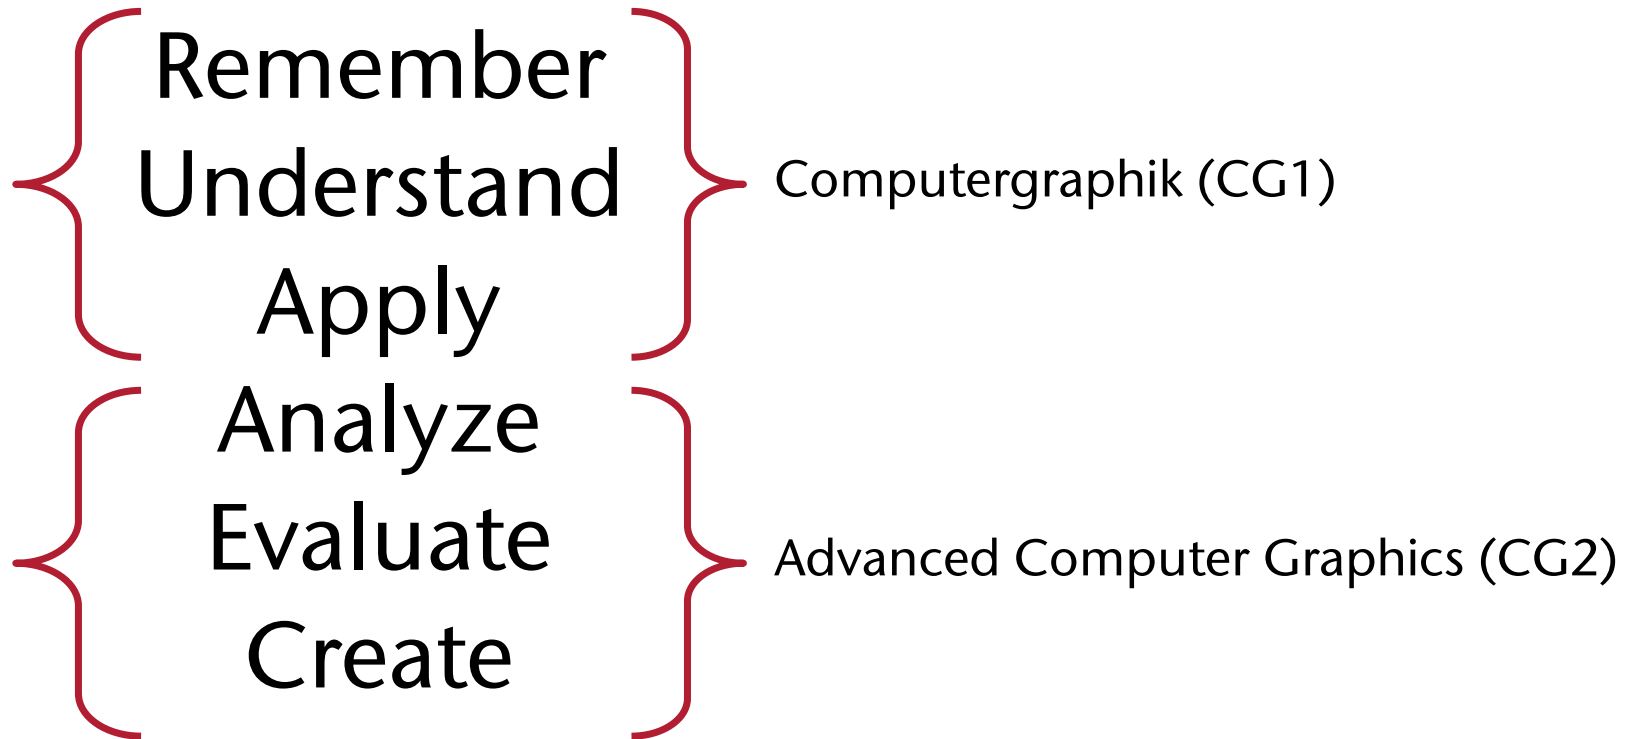 Remember
Understand
Apply
Computergraphik (CG1)
Analyze
Evaluate
Create
Advanced Computer Graphics (CG2)